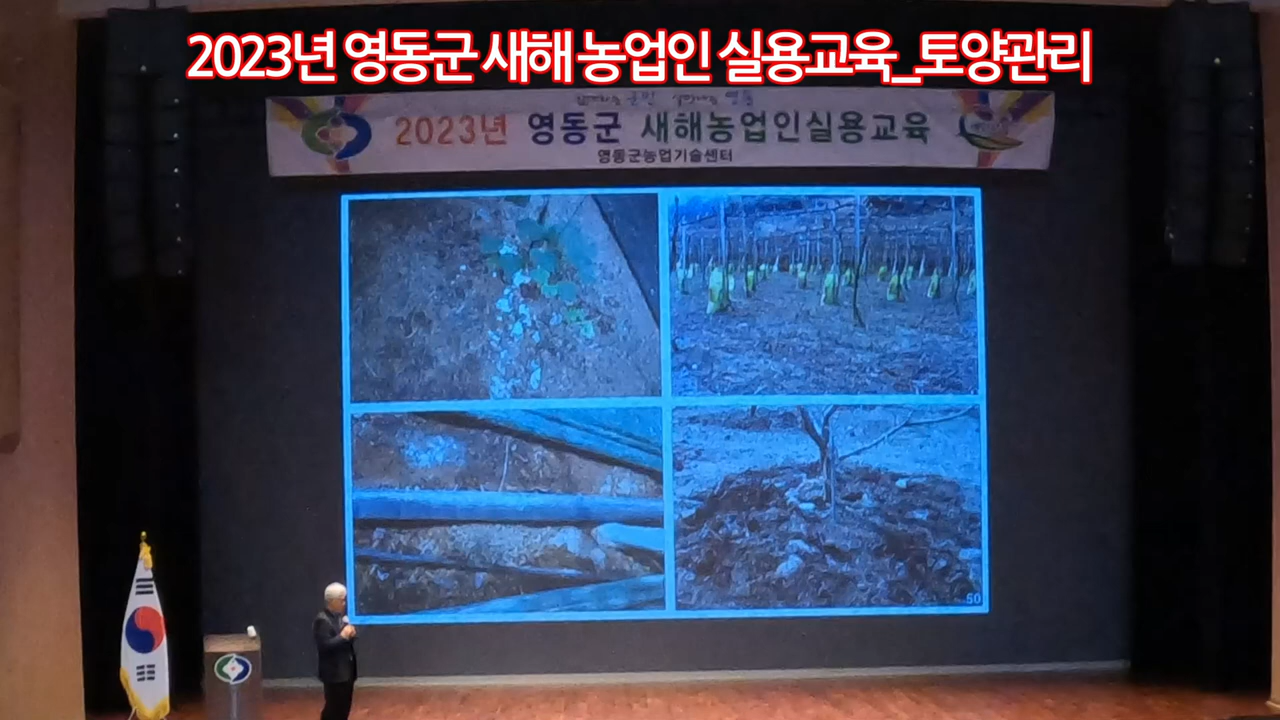 2023년 영동군 새해 농업인 실용교육_토양관리
2023년 영동군 새해농업인실용교육
영동군농업기술센터
50